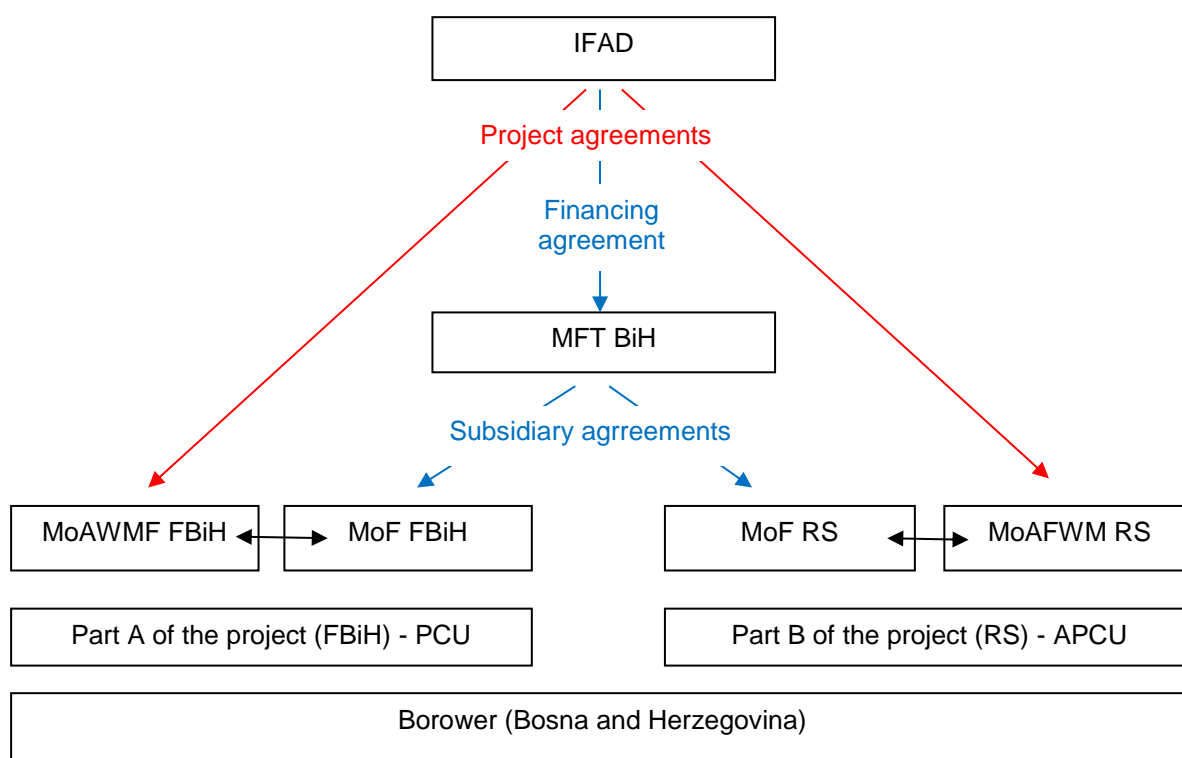 IFAD
Project agreements
Financing
agreement
MFT BiH
Subsidiary agrreements
MoAWMF FBiH
MoF FBiH
MoF RS
MoAFWM RS
Part A of the project (FBiH) - PCU
Part B of the project (RS) - APCU
Borower (Bosna and Herzegovina)